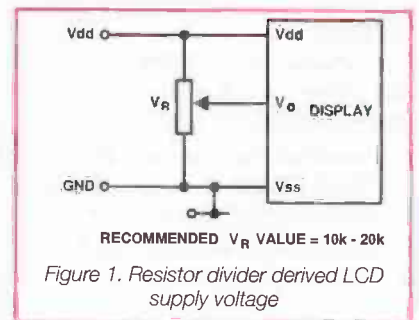 Vdd
Vdd
VR
Vo
DISPLAY
GND
Vss
RECOMMENDED VR VALUE = 10k - 20k
Figure 1. Resistor divider derived LCD
supply voltage